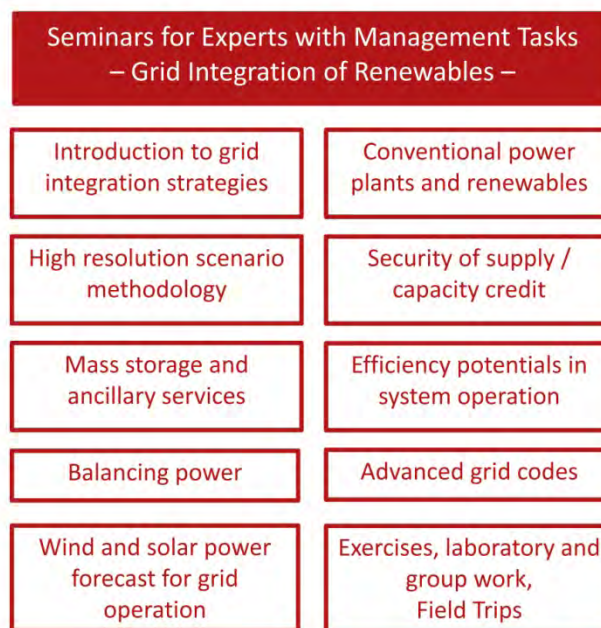 Seminars for Experts with Management Tasks
– Grid Integration of Renewables –
Introduction to grid
integration strategies
Conventional power
plants and renewables
High resolution scenario
methodology
Security of supply /
capacity credit
Mass storage and
ancillary services
Efficiency potentials in
system operation
Balancing power
Advanced grid codes
Wind and solar power
forecast for grid
operation
Exercises, laboratory and
group work,
Field Trips